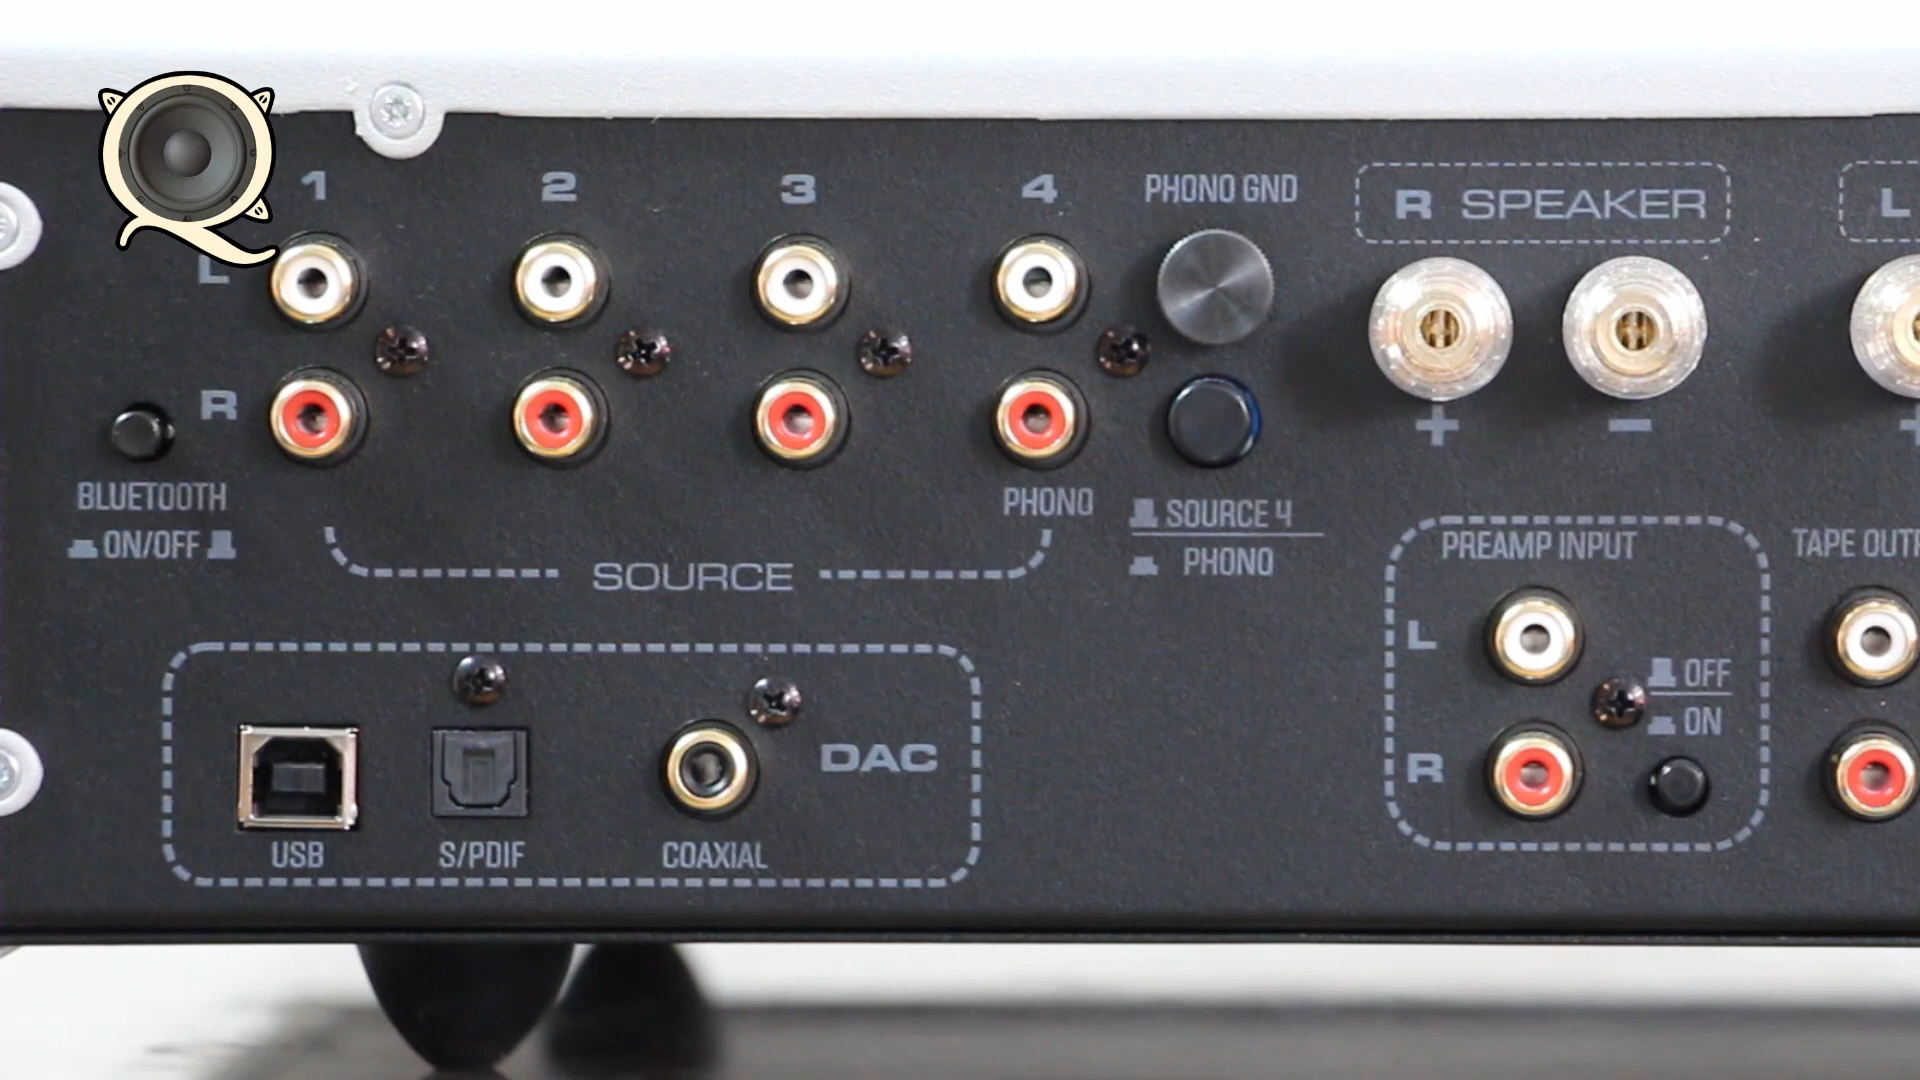 1 2 3 4 PHONO GND R SPEAKER L
L
R
+ − +
BLUETOOTH
ON/OFF
PHONO
SOURCE 4
PHONO
SOURCE
PREAMP INPUT
TAPE OUTP
L
R
OFF
ON
DAC
USB S/PDIF COAXIAL